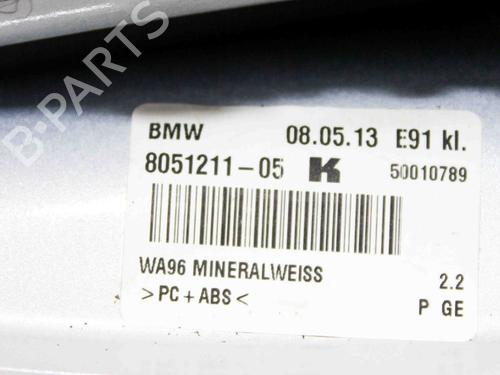 B-PARTS
BMW 08.05.13 E91 kl.
8051211-05 K 50010789
WA96 MINERALWEISS 2.2
>PC+ABS< P GE